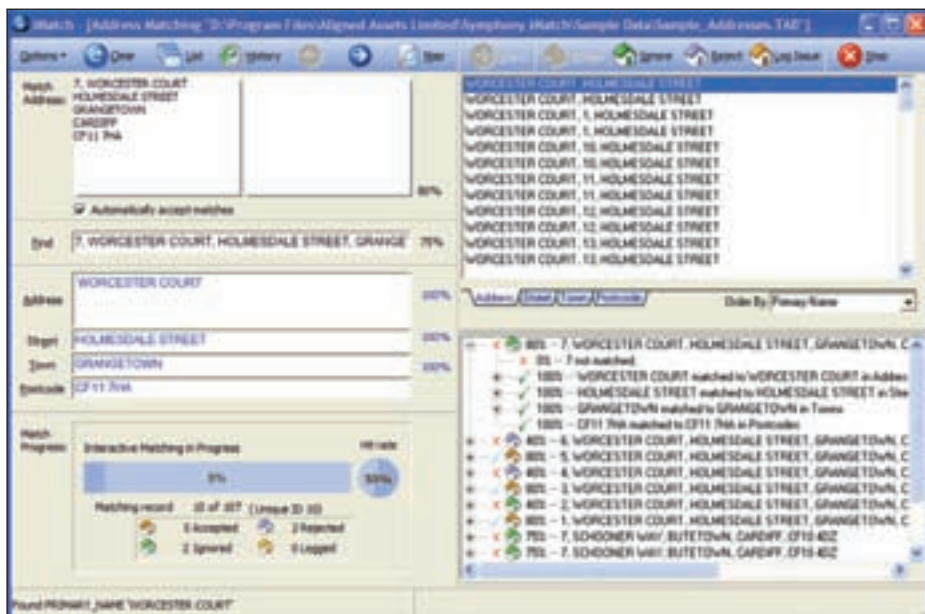 iMatch - [Address Matching "D:\Program Files\Aligned Assets Limited\Symphony iMatch\Sample Data\Sample_Addresses.TAB"]
Options Clear List History New Ignore Reject Log Issue Stop
Match Address:
7, WORCESTER COURT
HOLMESDALE STREET
GRANGETOWN
CARDIFF
CF11 7HA
80%
Automatically accept matches
Find 7, WORCESTER COURT, HOLMESDALE STREET, GRANGET 75%
Address WORCESTER COURT 100%
Street HOLMESDALE STREET 100%
Town GRANGETOWN 100%
Postcode CF11 7HA
Match Progress:
Interactive Matching in Progress Hit rate
9% 50%
Matching record 10 of 107 (Unique ID 10)
5 Accepted 3 Rejected
2 Ignored 0 Logged
Found PRIMARY_NAME 'WORCESTER COURT'
WORCESTER COURT, HOLMESDALE STREET
WORCESTER COURT, HOLMESDALE STREET
WORCESTER COURT, 1, HOLMESDALE STREET
WORCESTER COURT, 1, HOLMESDALE STREET
WORCESTER COURT, 10, HOLMESDALE STREET
WORCESTER COURT, 10, HOLMESDALE STREET
WORCESTER COURT, 11, HOLMESDALE STREET
WORCESTER COURT, 11, HOLMESDALE STREET
WORCESTER COURT, 12, HOLMESDALE STREET
WORCESTER COURT, 12, HOLMESDALE STREET
WORCESTER COURT, 13, HOLMESDALE STREET
WORCESTER COURT, 13, HOLMESDALE STREET
Address Street Town Postcode Order By Primary Name
80% - 7, WORCESTER COURT, HOLMESDALE STREET, GRANGETOWN, C
0% - 7 not matched
100% - WORCESTER COURT matched to WORCESTER COURT in Addres
100% - HOLMESDALE STREET matched to HOLMESDALE STREET in Stre
100% - GRANGETOWN matched to GRANGETOWN in Towns
100% - CF11 7HA matched to CF11 7HA in Postcodes
6, WORCESTER COURT, HOLMESDALE STREET, GRANGETOWN, C
5, WORCESTER COURT, HOLMESDALE STREET, GRANGETOWN, C
4, WORCESTER COURT, HOLMESDALE STREET, GRANGETOWN, C
3, WORCESTER COURT, HOLMESDALE STREET, GRANGETOWN, C
2, WORCESTER COURT, HOLMESDALE STREET, GRANGETOWN, C
1, WORCESTER COURT, HOLMESDALE STREET, GRANGETOWN, C
75% - 7, SCHOONER WAY, BUTETOWN, CARDIFF, CF10 4DZ
75% - 7, SCHOONER WAY, BUTETOWN, CARDIFF, CF10 4DZ